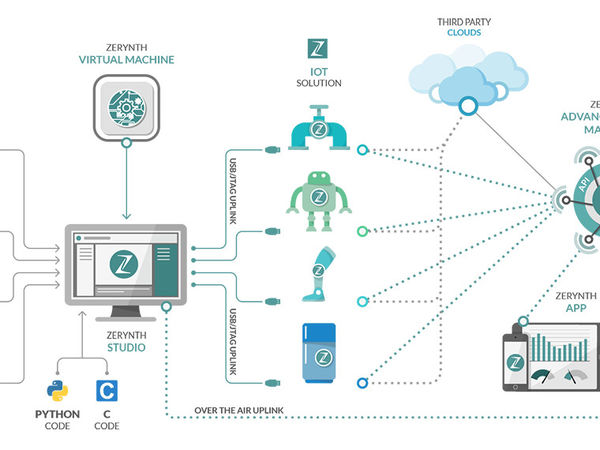 ZERYNTH
VIRTUAL MACHINE
Z
IOT
SOLUTION
THIRD PARTY
CLOUDS
ZE
ADVANC
MA
API
USB/JTAG UPLINK
USB/JTAG UPLINK
Z
Z
Z
Z
Z
ZERYNTH
STUDIO
ZERYNTH
APP
Z
PYTHON
CODE
C
C
CODE
OVER THE AIR UPLINK